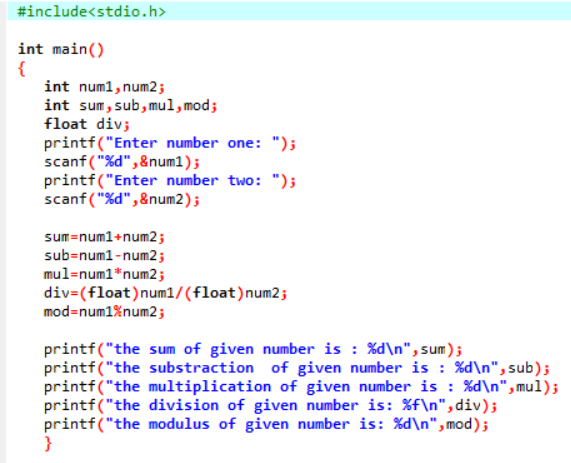 #include<stdio.h>
int main()
{
int num1,num2;
int sum,sub,mul,mod;
float div;
printf("Enter number one: ");
scanf("%d",&num1);
printf("Enter number two: ");
scanf("%d",&num2);
sum=num1+num2;
sub=num1-num2;
mul=num1*num2;
div=(float)num1/(float)num2;
mod=num1%num2;
printf("the sum of given number is : %d\n",sum);
printf("the substraction  of given number is : %d\n",sub);
printf("the multiplication of given number is : %d\n",mul);
printf("the division of given number is: %f\n",div);
printf("the modulus of given number is: %d\n",mod);
}